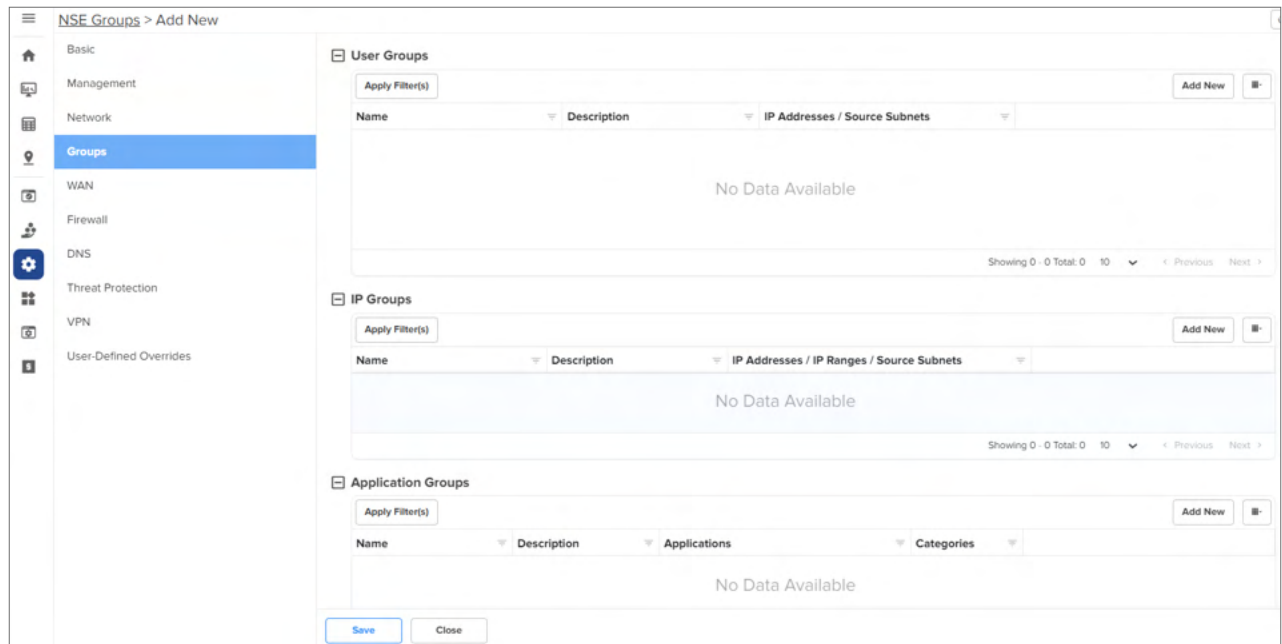 NSE Groups > Add New
Basic
Management
Network
Groups
WAN
Firewall
DNS
Threat Protection
VPN
User-Defined Overrides
User Groups
Apply Filter(s) Add New
Name Description IP Addresses / Source Subnets
No Data Available
Showing 0 - 0 Total: 0 10 < Previous Next >
IP Groups
Apply Filter(s) Add New
Name Description IP Addresses / IP Ranges / Source Subnets
No Data Available
Showing 0 - 0 Total: 0 10 < Previous Next >
Application Groups
Apply Filter(s) Add New
Name Description Applications Categories
No Data Available
Save Close